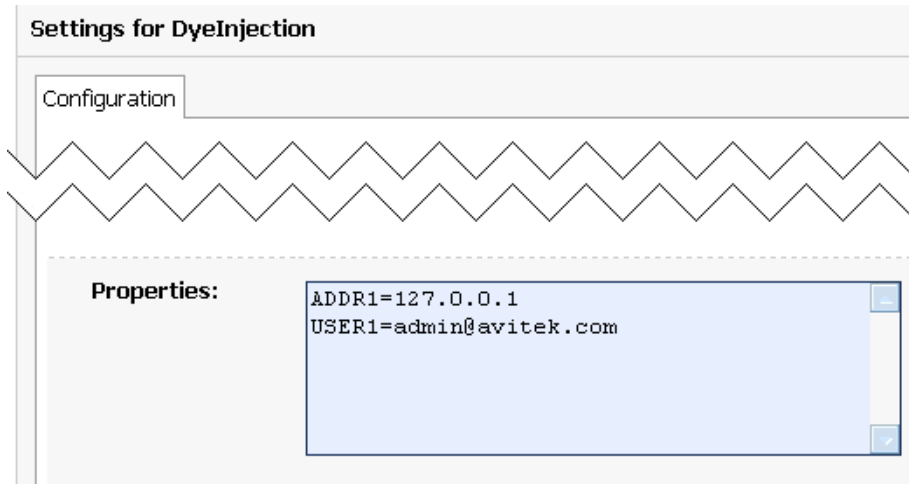 Settings for DyeInjection
Configuration
Properties:
ADDR1=127.0.0.1
USER1=admin@avitek.com